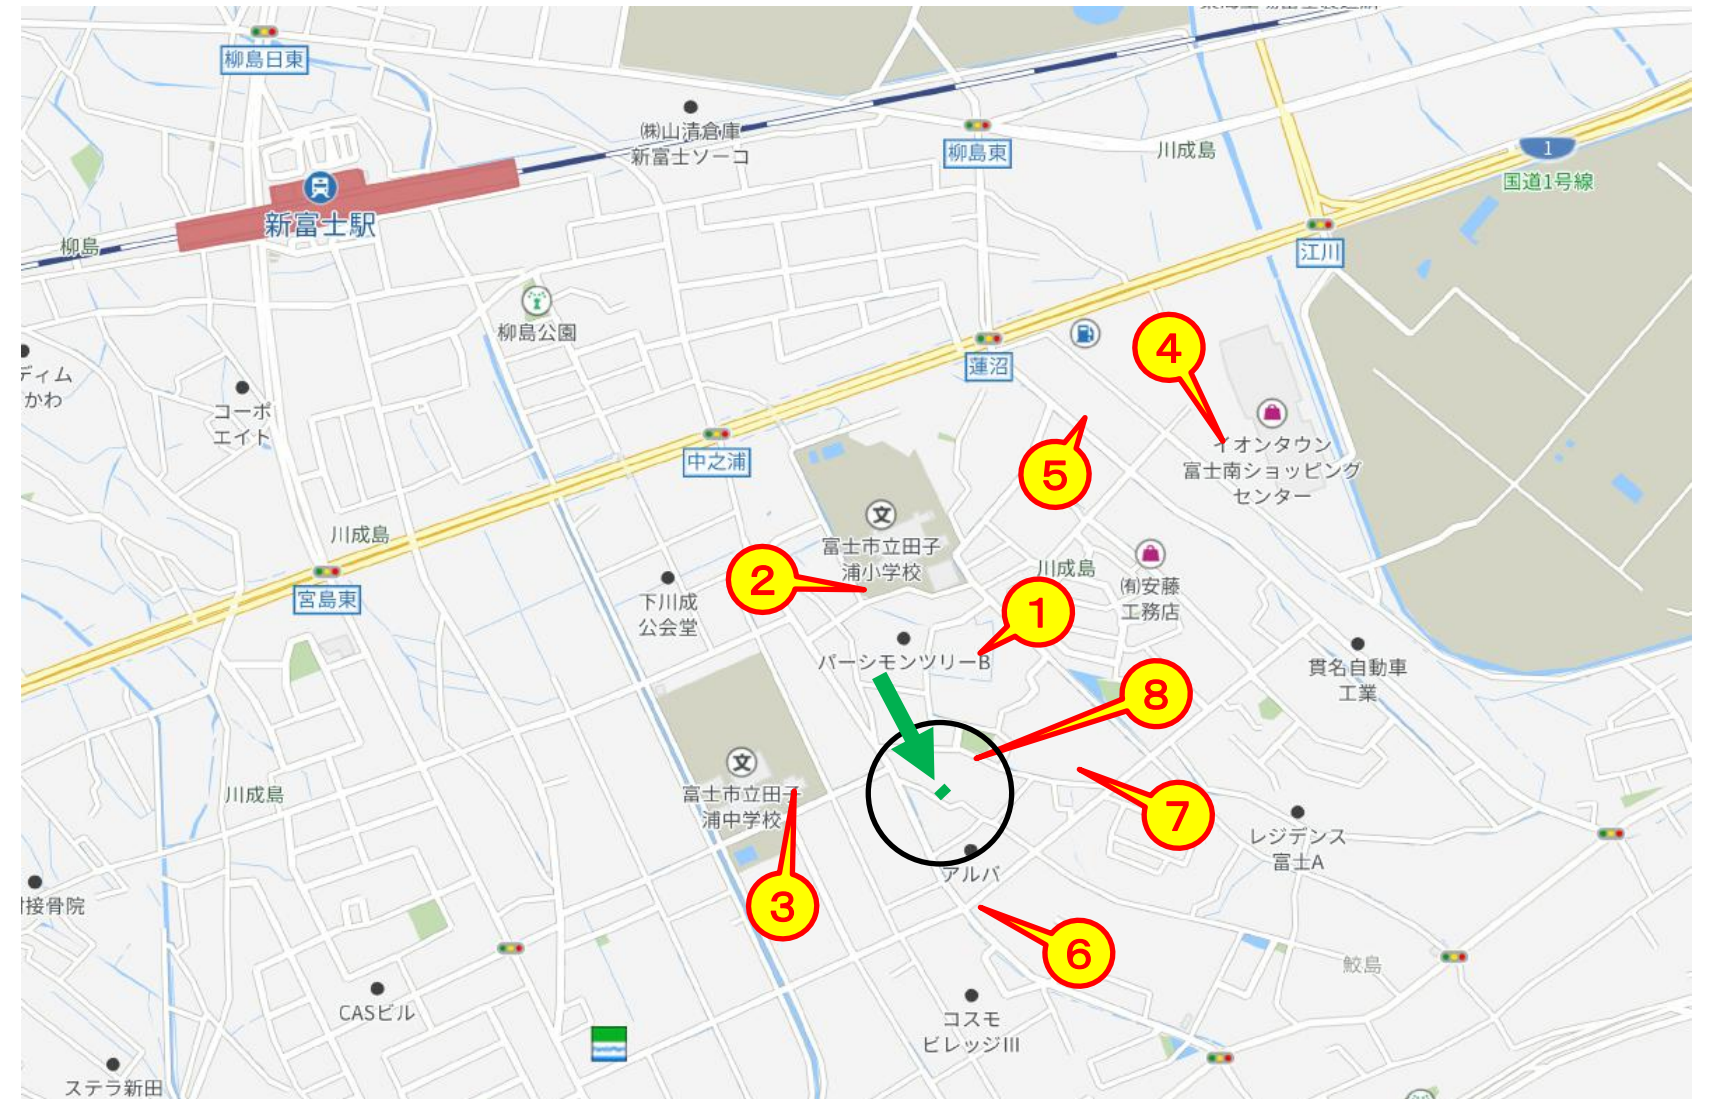 柳島日東
㈱山清倉庫
新富士ソーコ
柳島東
川成島
1
国道1号線
新富士駅
柳島
江川
柳島公園
蓮沼
4
コーポ
エイト
イオンタウン
富士南ショッピング
センター
中之浦
5
川成島
富士市立田子
浦小学校
川成島
㈲安藤
工務店
2
宮島東
下川成
公会堂
1
パーシモンツリーB
貫名自動車
工業
8
川成島
富士市立田子
浦中学校
7
レジデンス
富士A
アルバ
3
接骨院
6
鮫島
CASビル
コスモ
ビレッジIII
FamilyMart
ステラ新田
ディム
かわ